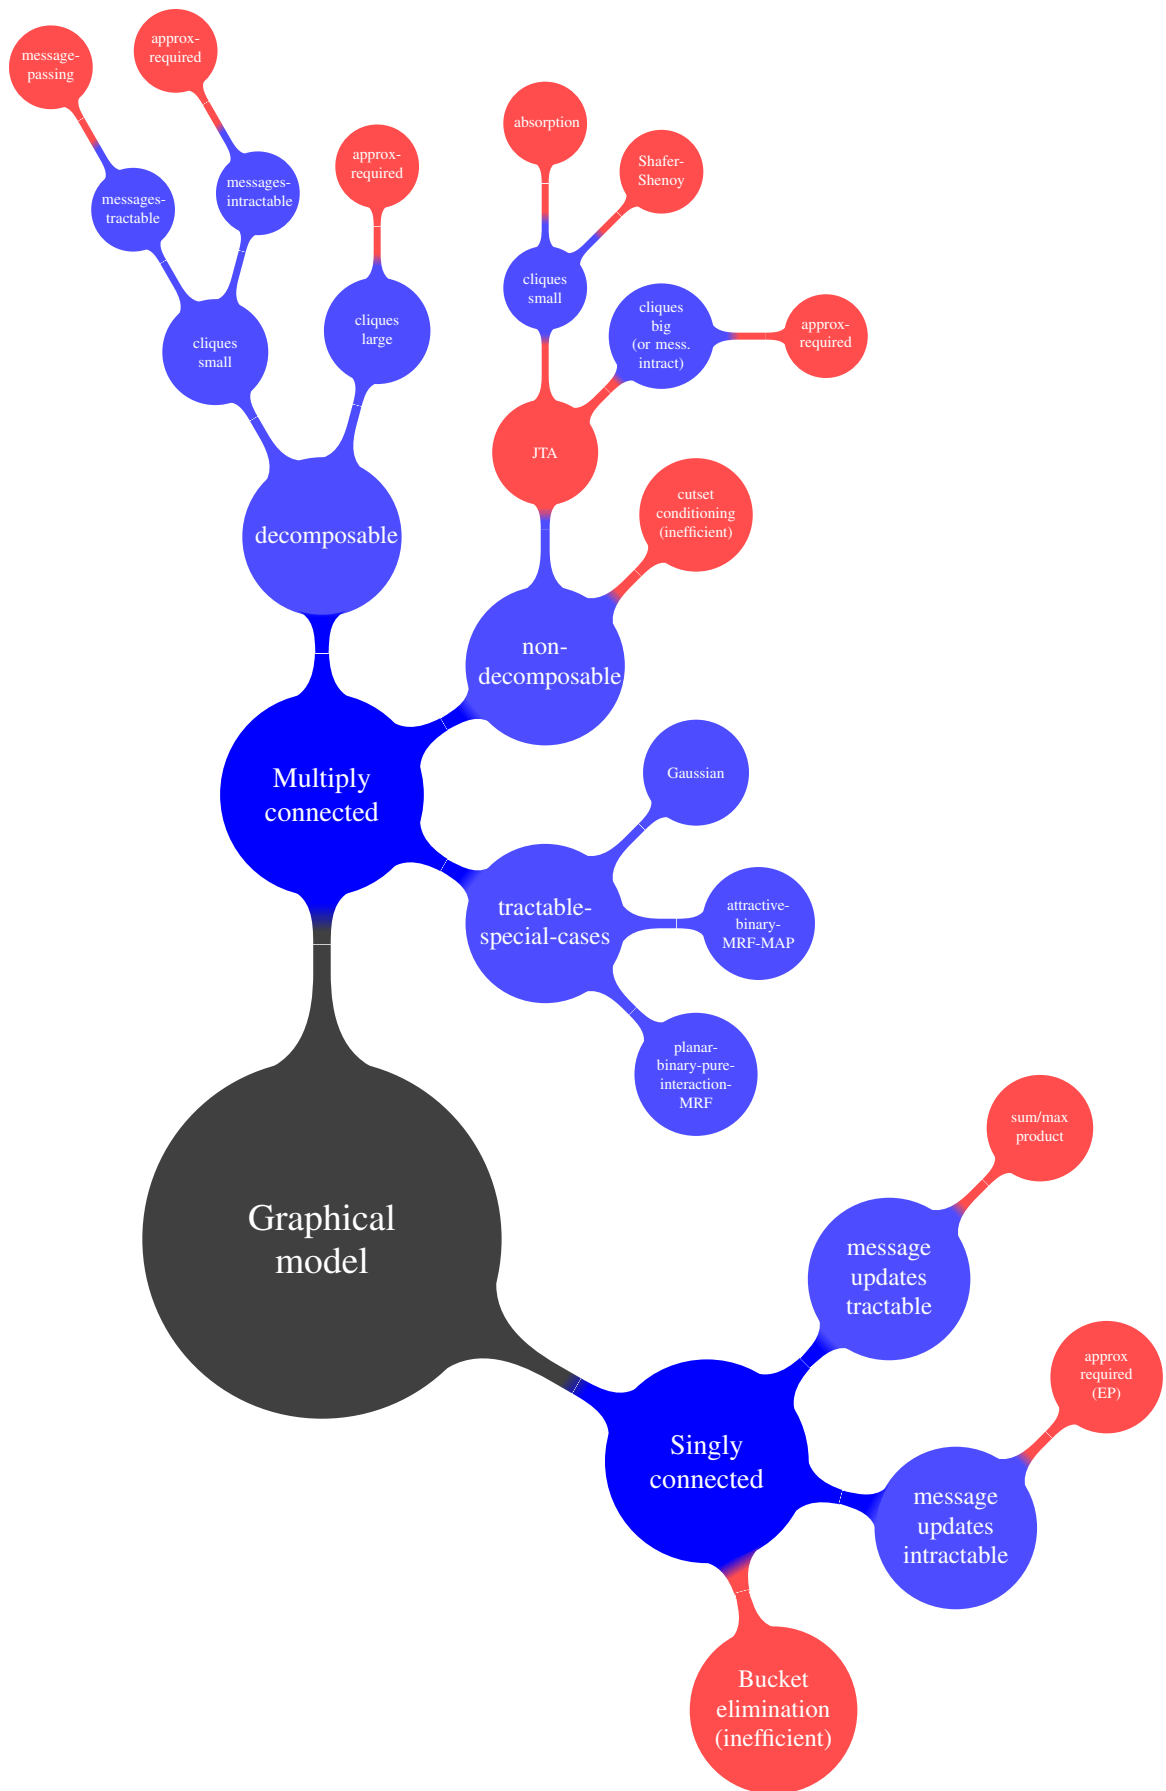 message-
passing
approx-
required
messages-
tractable
messages-
intractable
approx-
required
cliques
small
cliques
large
decomposable
absorption
Shafer-
Shenoy
cliques
small
cliques
big
(or mess.
intract)
approx-
required
JTA
cutset
conditioning
(inefficient)
non-
decomposable
Multiply
connected
Gaussian
tractable-
special-cases
attractive-
binary-
MRF-MAP
planar-
binary-pure-
interaction-
MRF
Graphical
model
sum/max
product
message
updates
tractable
approx
required
(EP)
Singly
connected
message
updates
intractable
Bucket
elimination
(inefficient)